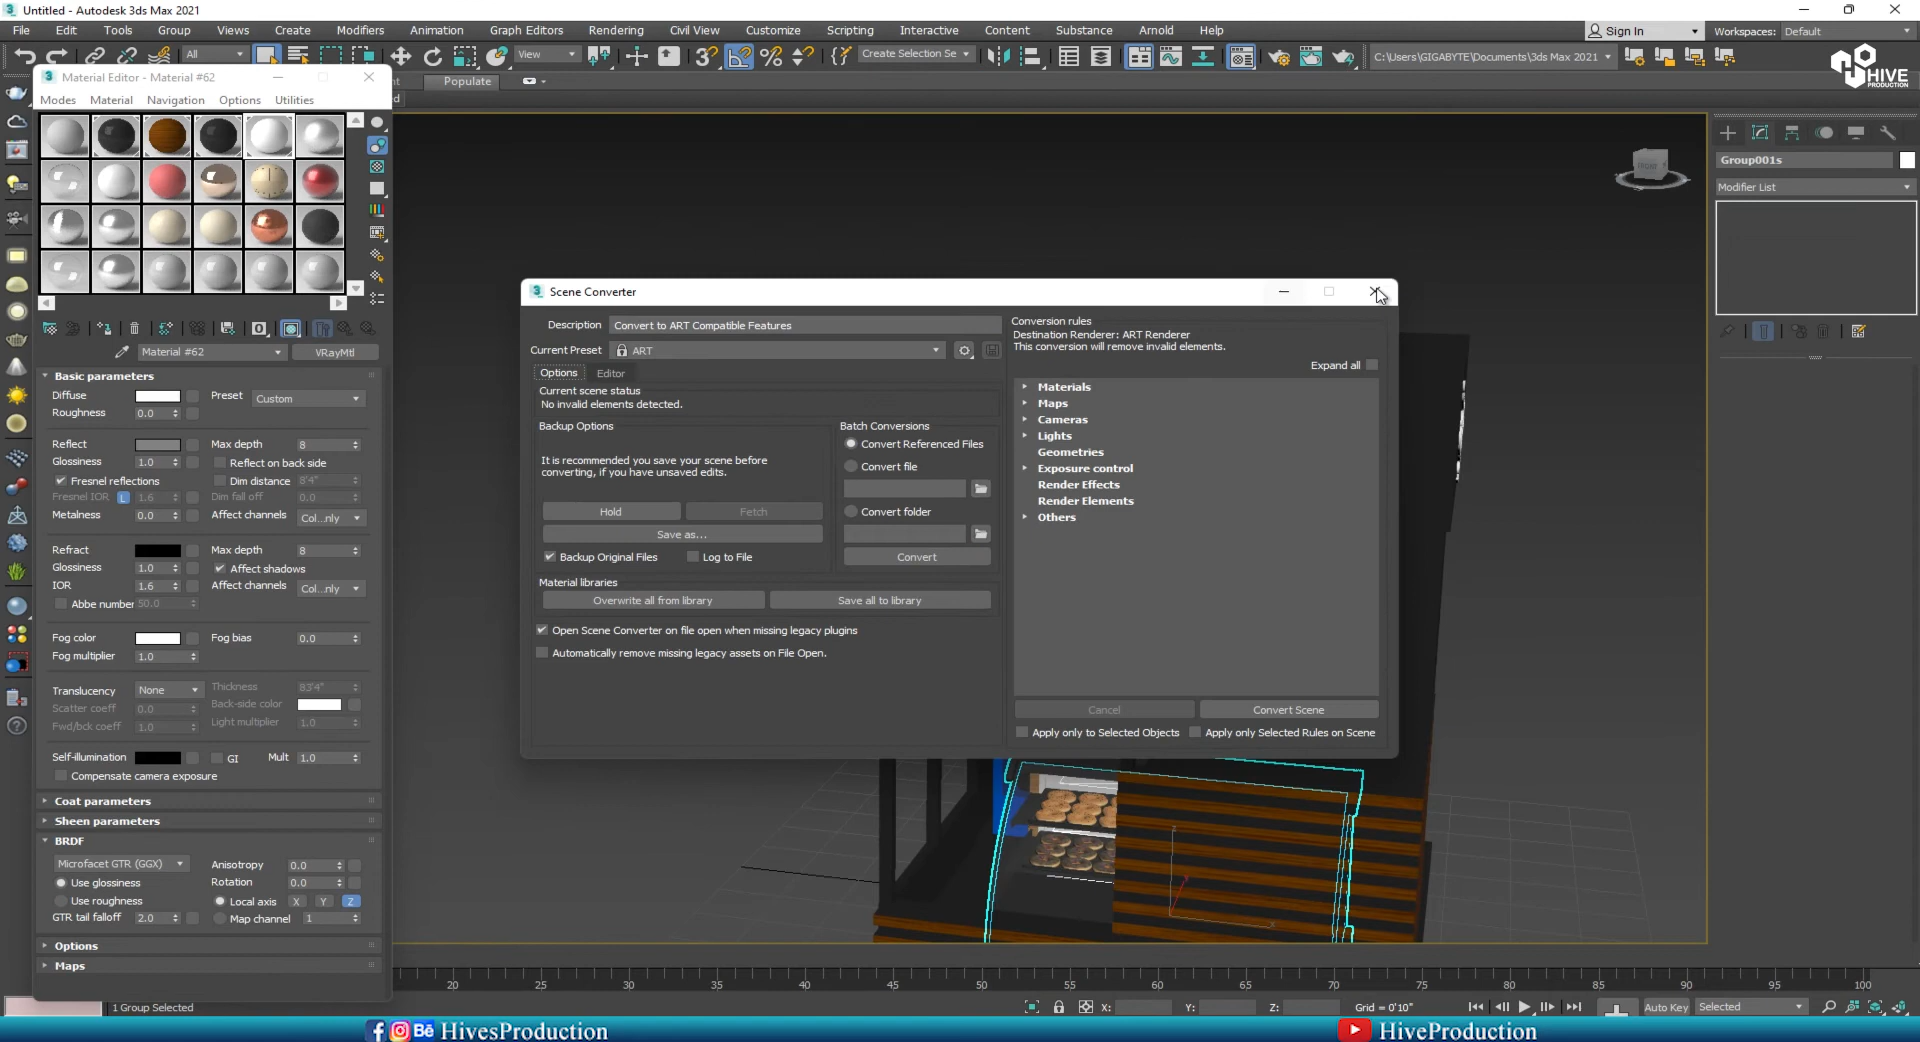 Untitled - Autodesk 3ds Max 2021
File Edit Tools Group Views Create Modifiers Animation Graph Editors Rendering Civil View Customize Scripting Interactive Content Substance Arnold Help
Sign In
Workspaces: Default
All
View
Create Selection Se
C:\Users\GIGABYTE\Documents\3ds Max 2021
HIVE
PRODUCTION
Populate
Material Editor - Material #62
Modes Material Navigation Options Utilities
Material #62
VRayMtl
Basic parameters
Diffuse
Preset Custom
Roughness 0.0
Reflect
Max depth 8
Glossiness 1.0
Reflect on back side
Fresnel reflections
Dim distance 8'4"
Fresnel IOR L 1.6
Dim fall off 0.0
Metalness 0.0
Affect channels Col...nly
Refract
Max depth 8
Glossiness 1.0
Affect shadows
IOR 1.6
Affect channels Col...nly
Abbe number 50.0
Fog color
Fog bias 0.0
Fog multiplier 1.0
Translucency None
Thickness 83'4"
Scatter coeff 0.0
Back-side color
Fwd/bck coeff 1.0
Light multiplier 1.0
Self-illumination
GI
Mult 1.0
Compensate camera exposure
Coat parameters
Sheen parameters
BRDF
Microfacet GTR (GGX)
Anisotropy 0.0
Use glossiness
Rotation 0.0
Use roughness
Local axis X Y Z
GTR tail falloff 2.0
Map channel 1
Options
Maps
Scene Converter
Description Convert to ART Compatible Features
Current Preset ART
Options Editor
Current scene status
No invalid elements detected.
Backup Options
It is recommended you save your scene before
converting, if you have unsaved edits.
Hold Fetch
Save as...
Backup Original Files
Log to File
Batch Conversions
Convert Referenced Files
Convert file
Convert folder
Convert
Material libraries
Overwrite all from library
Save all to library
Open Scene Converter on file open when missing legacy plugins
Automatically remove missing legacy assets on File Open.
Conversion rules
Destination Renderer: ART Renderer
This conversion will remove invalid elements.
Expand all
Materials
Maps
Cameras
Lights
Geometries
Exposure control
Render Effects
Render Elements
Others
Cancel
Convert Scene
Apply only to Selected Objects
Apply only Selected Rules on Scene
Group001s
Modifier List
20 25 30 35 40 45 50 55 60 65 70 75 80 85 90 95 100
1 Group Selected
X: Y: Z:
Grid = 0'10"
Auto Key
Selected
HivesProduction
HiveProduction